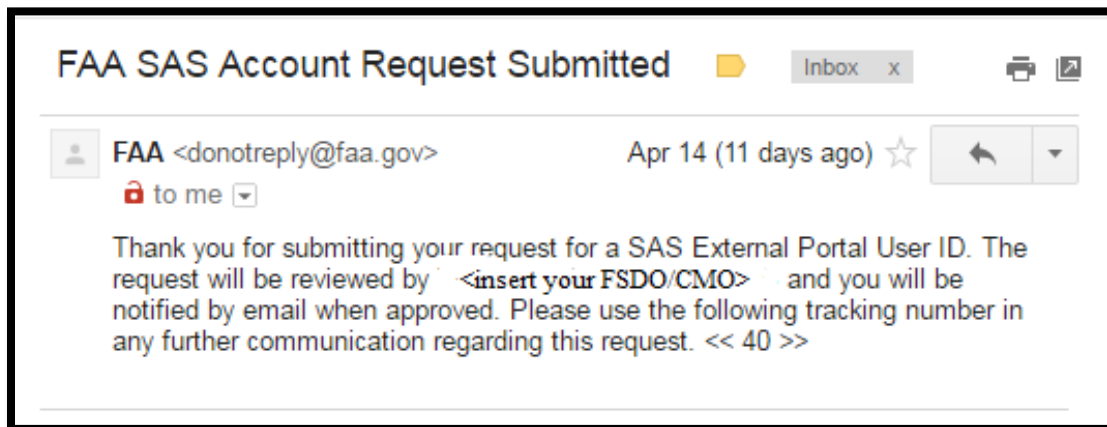 FAA SAS Account Request Submitted Inbox x
FAA <donotreply@faa.gov> Apr 14 (11 days ago)
to me
Thank you for submitting your request for a SAS External Portal User ID. The
request will be reviewed by <insert your FSDO/CMO> and you will be
notified by email when approved. Please use the following tracking number in
any further communication regarding this request. << 40 >>